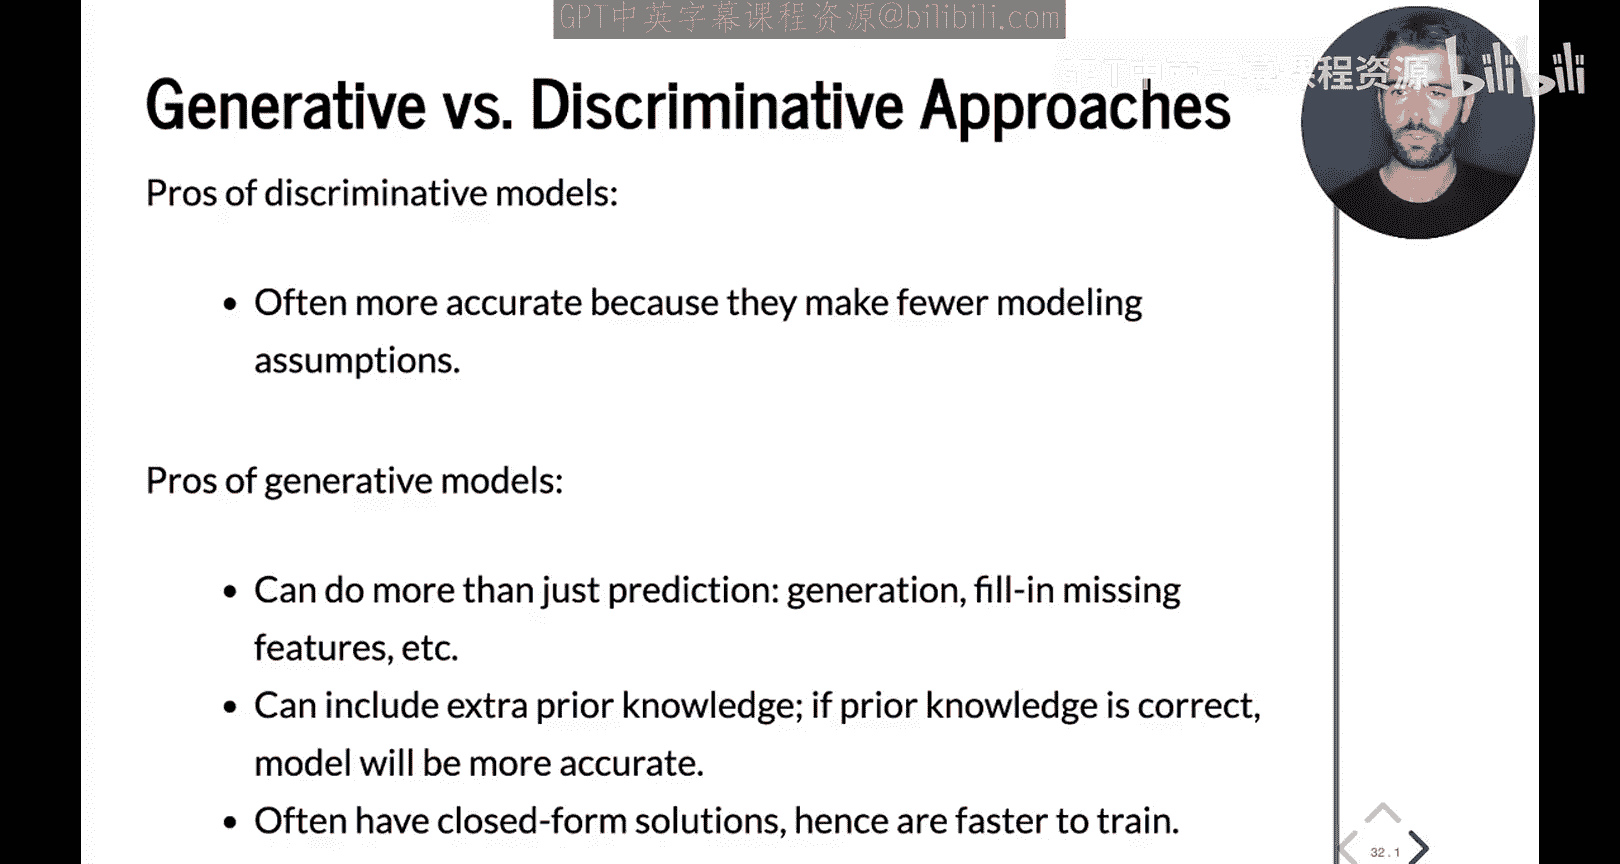 GPT中英字幕课程资源@bilibili.com
bilibili
Generative vs. Discriminative Approaches
Pros of discriminative models:
• Often more accurate because they make fewer modeling
assumptions.
Pros of generative models:
• Can do more than just prediction: generation, fill-in missing
features, etc.
• Can include extra prior knowledge; if prior knowledge is correct,
model will be more accurate.
• Often have closed-form solutions, hence are faster to train.
32.1